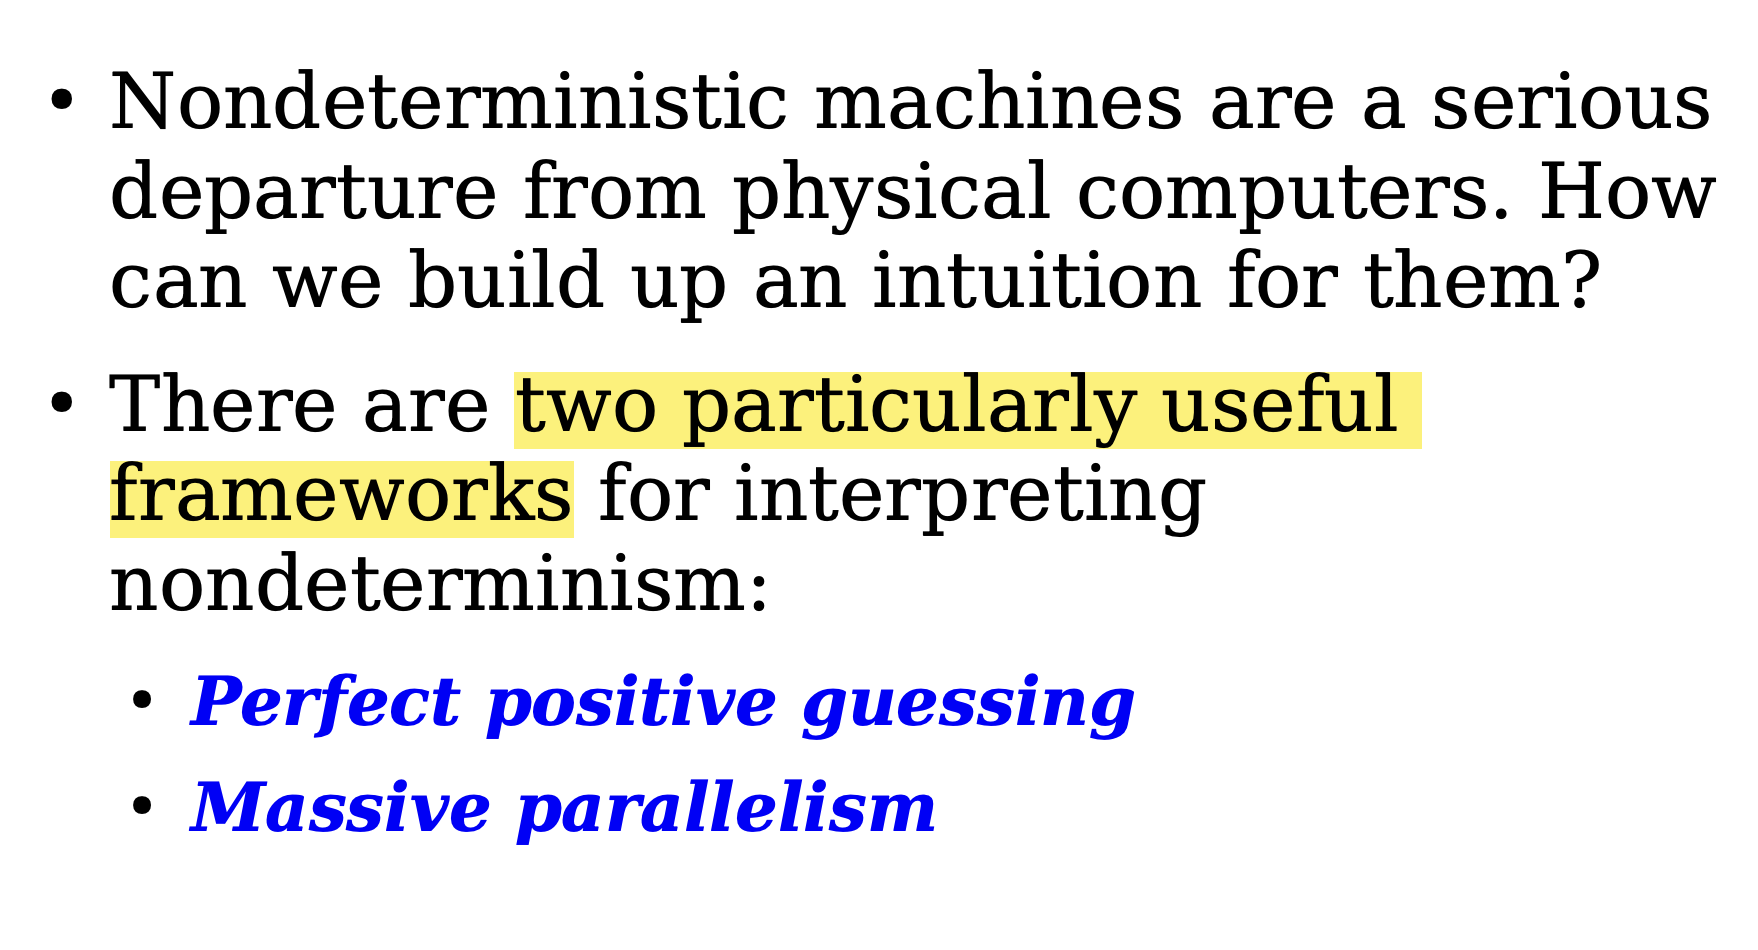 • Nondeterministic machines are a serious
departure from physical computers. How
can we build up an intuition for them?
• There are two particularly useful
frameworks for interpreting
nondeterminism:
• Perfect positive guessing
• Massive parallelism